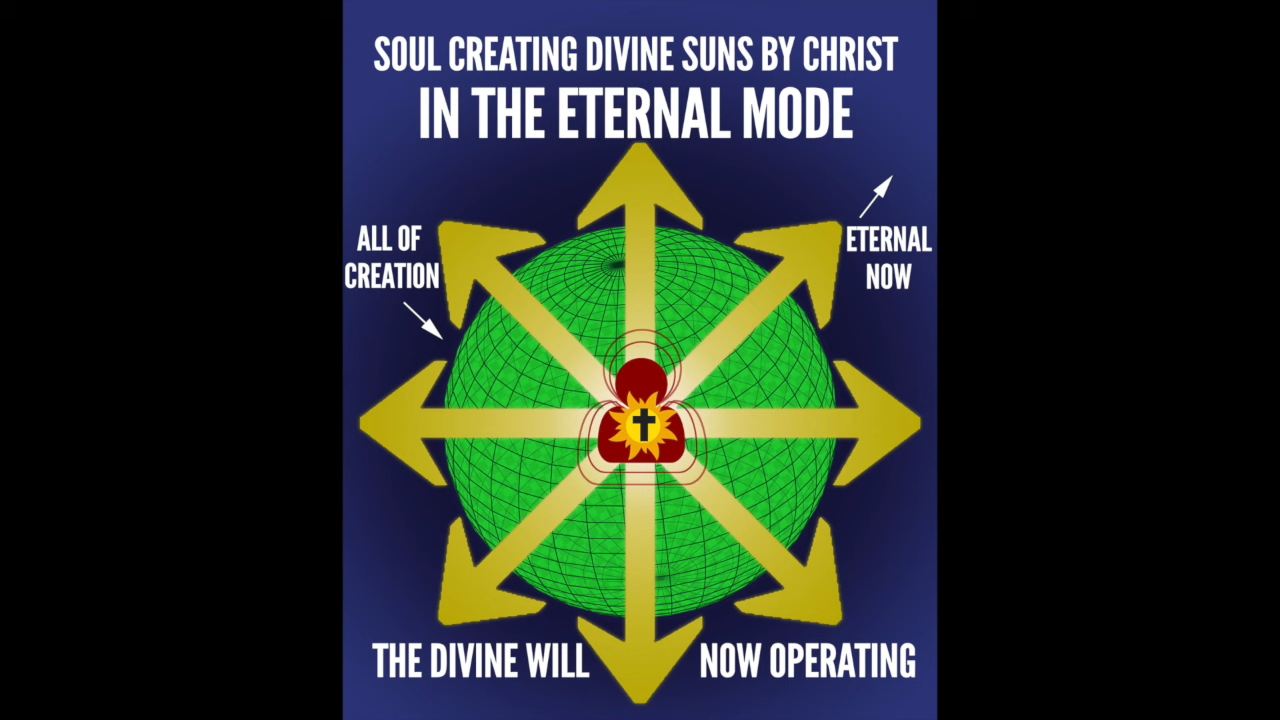 SOUL CREATING DIVINE SUNS BY CHRIST
IN THE ETERNAL MODE
ALL OF
CREATION
ETERNAL
NOW
THE DIVINE WILL
NOW OPERATING